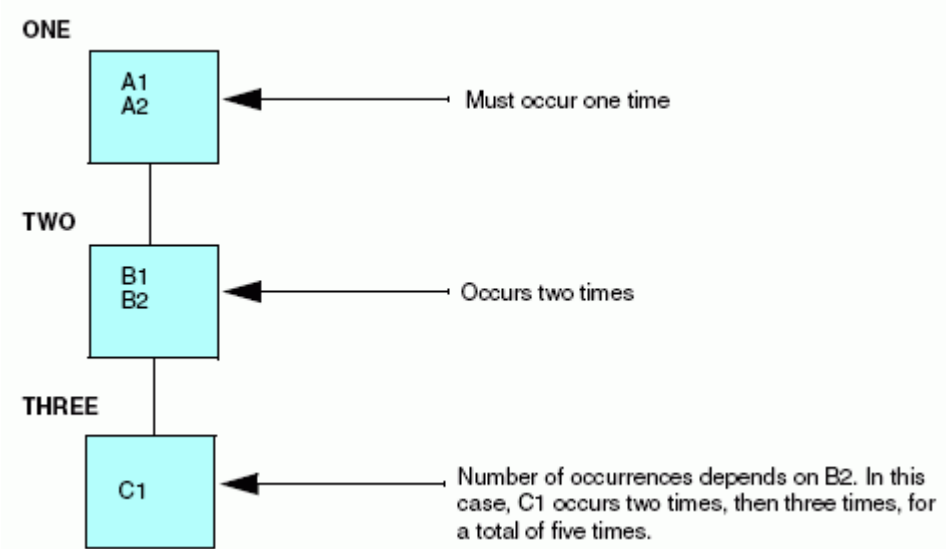 ONE
A1
A2
Must occur one time
TWO
B1
B2
Occurs two times
THREE
C1
Number of occurrences depends on B2. In this
case, C1 occurs two times, then three times, for
a total of five times.